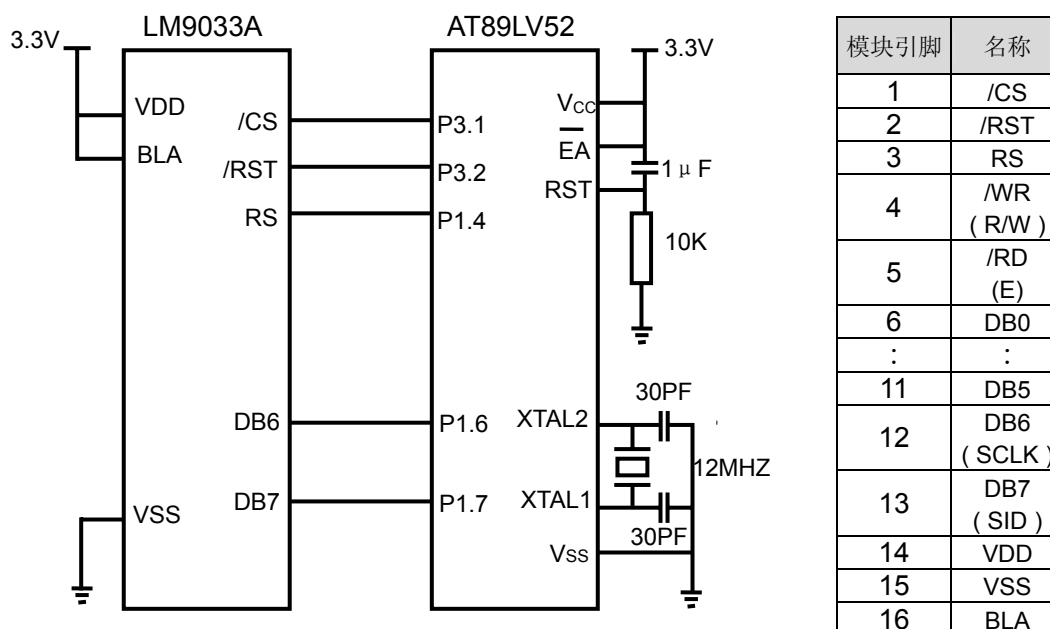 LM9033A
AT89LV52
3.3V
3.3V
VDD
BLA
/CS
/RST
RS
DB6
DB7
VSS
P3.1
P3.2
P1.4
P1.6
P1.7
VCC
EA
RST
1 μ F
10K
30PF
XTAL2
12MHZ
XTAL1
30PF
VSS
模块引脚 名称
1 /CS
2 /RST
3 RS
4 /WR
( R/W )
5 /RD
(E)
6 DB0
: :
11 DB5
12 DB6
( SCLK )
13 DB7
( SID )
14 VDD
15 VSS
16 BLA